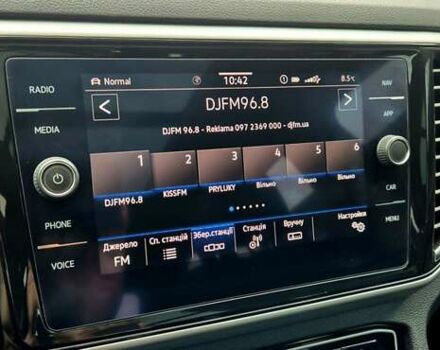 RADIO
MEDIA
PHONE
VOICE
NAV
APP
CAR
MENU
Normal
10:42
8.5°C
DJFM96.8
DJFM 96.8 - Reklama 097 2369 000 - djfm.ua
1 2 3 4 5 6
DJFM96.8 KISSFM PRYLUKY Вільно Вільно Вільно
Джерело Сп. станцій Збер.станції Станція Вручну Настройки
FM